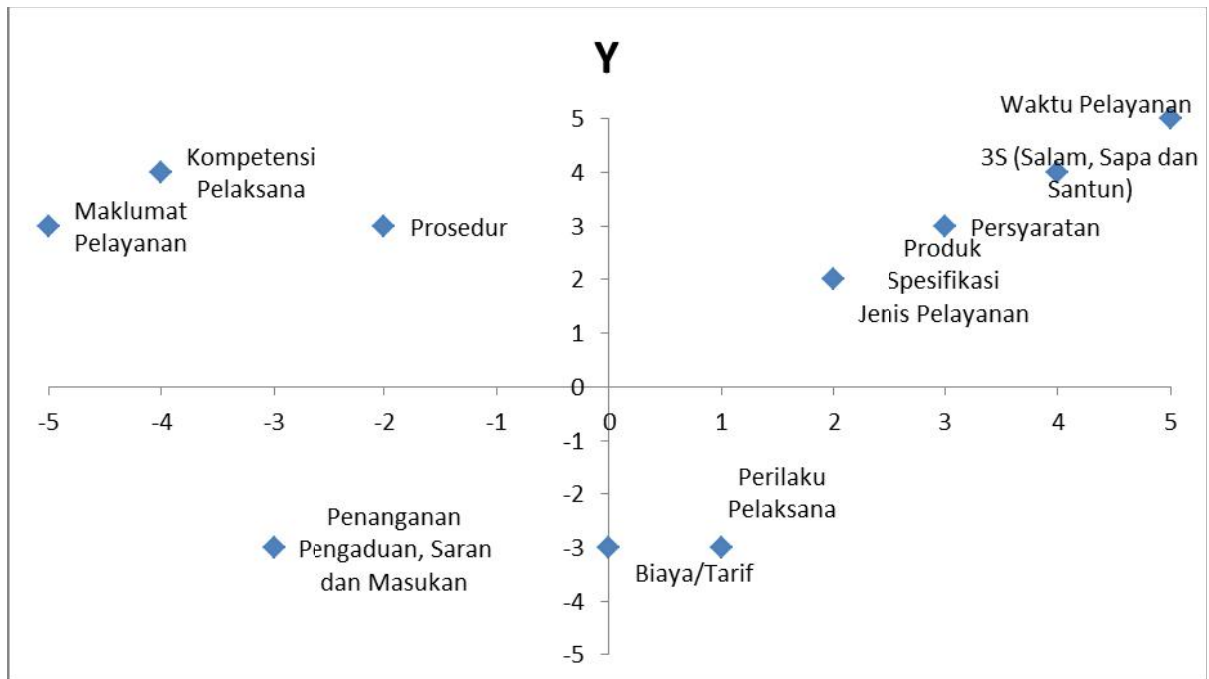 Y
Waktu Pelayanan
5
Kompetensi
Pelaksana
4
3S (Salam, Sapa dan
Santun)
Maklumat
Pelayanan
Prosedur
3
Persyaratan
Produk
Spesifikasi
Jenis Pelayanan
2
1
0
-5
-4
-3
-2
-1
0
1
2
3
4
5
-1
-2
Perilaku
Pelaksana
Penanganan
Pengaduan, Saran
dan Masukan
-3
Biaya/Tarif
-4
-5